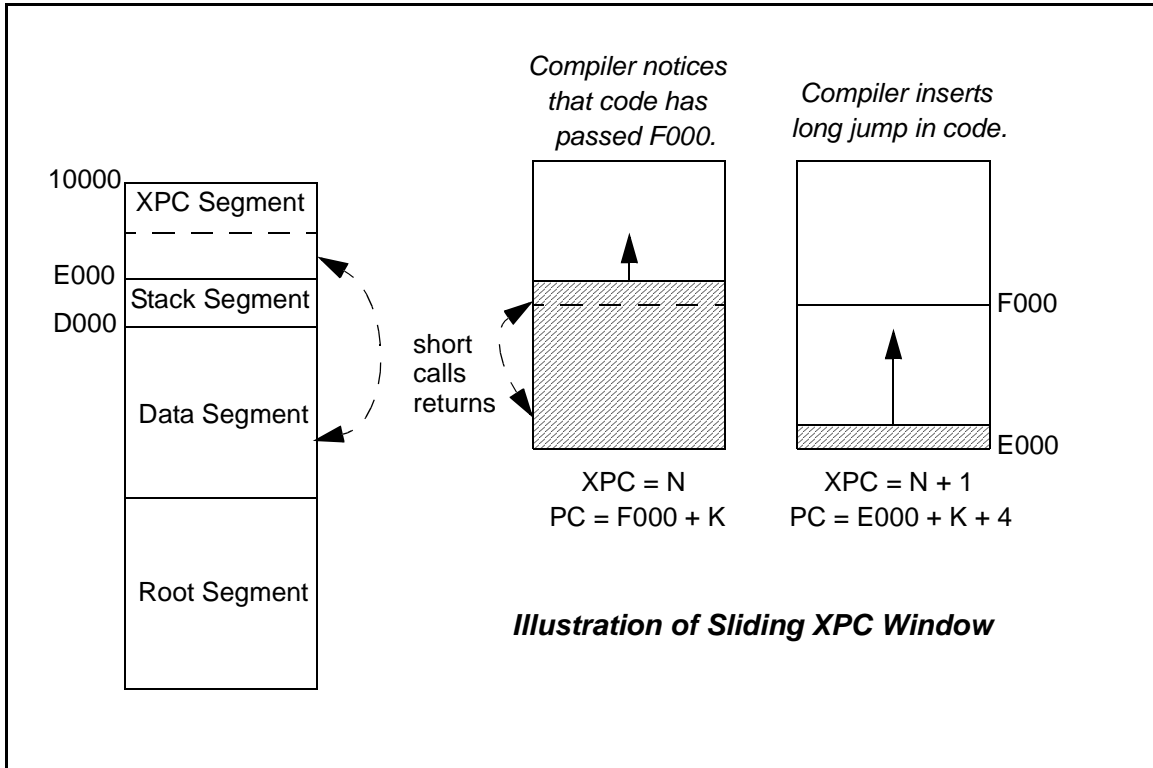 Compiler notices
that code has
passed F000.
Compiler inserts
long jump in code.
10000
XPC Segment
E000
Stack Segment
D000
Data Segment
Root Segment
short
calls
returns
F000
E000
XPC = N
PC = F000 + K
XPC = N + 1
PC = E000 + K + 4
Illustration of Sliding XPC Window